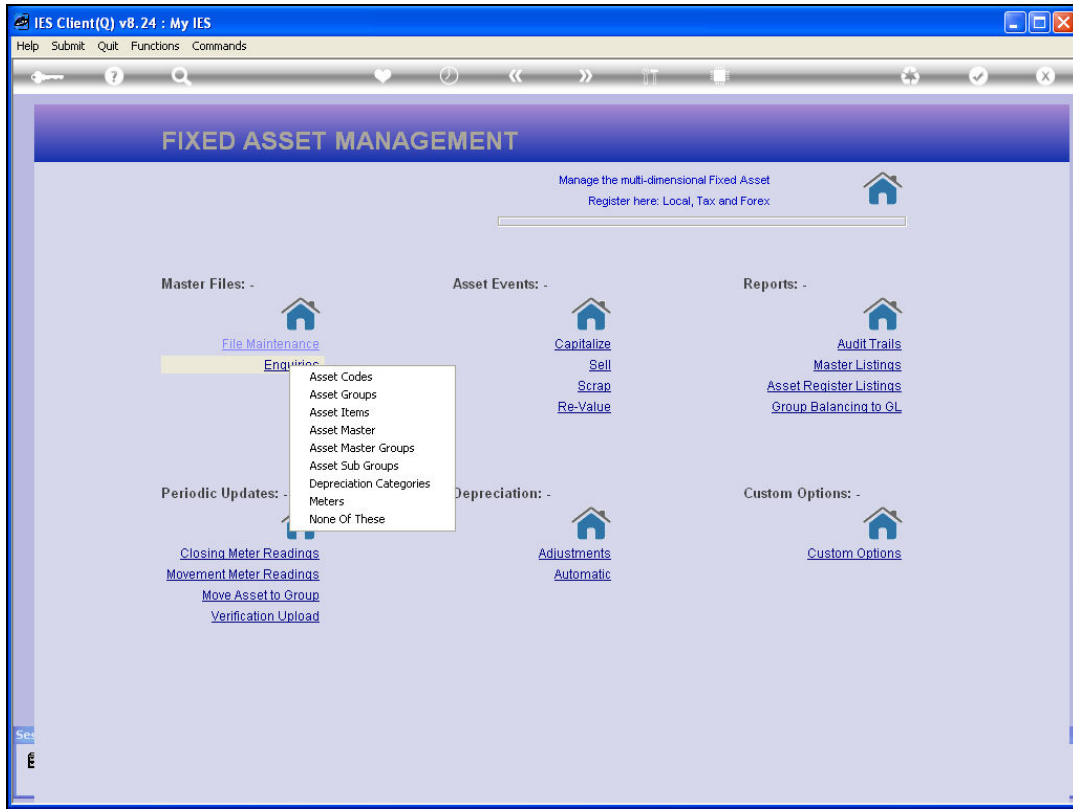 IES Client(Q) v8.24 : My IES
Help Submit Quit Functions Commands
FIXED ASSET MANAGEMENT
Manage the multi-dimensional Fixed Asset
Register here: Local, Tax and Forex
Master Files: -
File Maintenance
Enquiries
Asset Codes
Asset Groups
Asset Items
Asset Master
Asset Master Groups
Asset Sub Groups
Depreciation Categories
Meters
None Of These
Asset Events: -
Capitalize
Sell
Scrap
Re-Value
Reports: -
Audit Trails
Master Listings
Asset Register Listings
Group Balancing to GL
Periodic Updates: -
Closing Meter Readings
Movement Meter Readings
Move Asset to Group
Verification Upload
Depreciation: -
Adjustments
Automatic
Custom Options: -
Custom Options